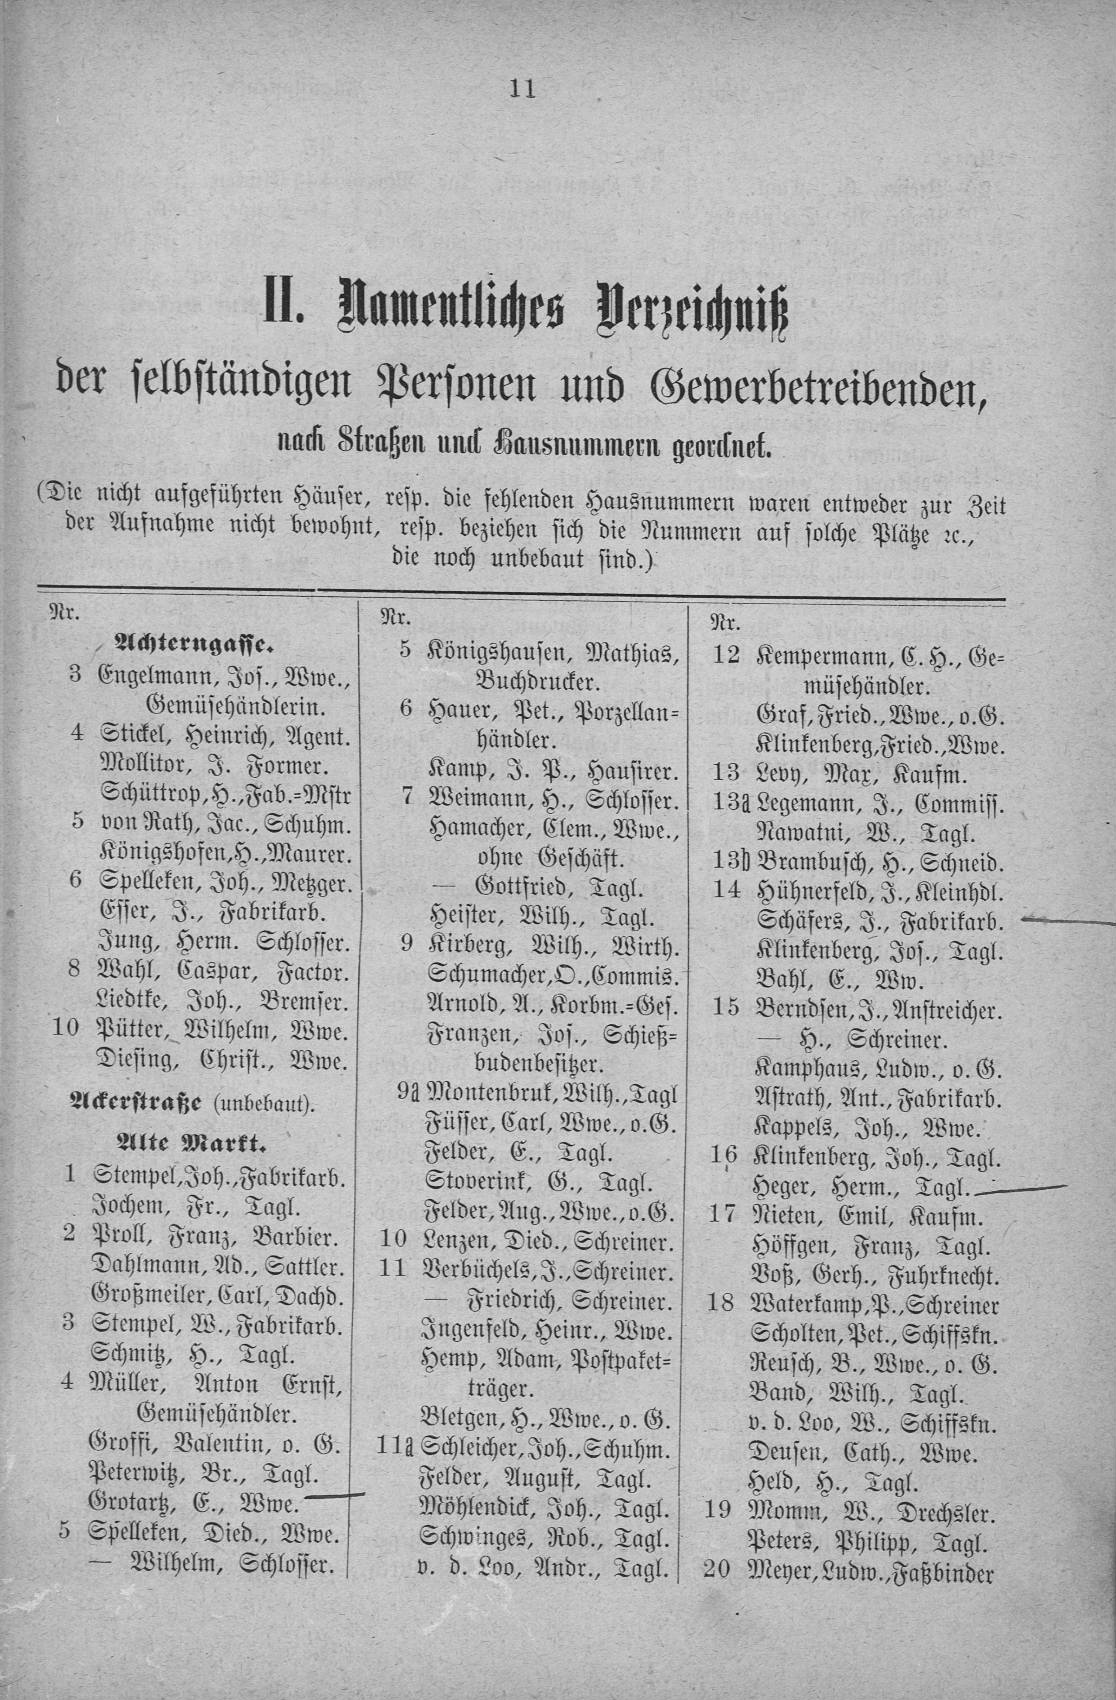 11
II. Namentliches Verzeichniß
der selbständigen Personen und Gewerbetreibenden,
nach Straßen und Hausnummern geordnet.
(Die nicht aufgeführten Häuser, resp. die fehlenden Hausnummern waren entweder zur Zeit
der Aufnahme nicht bewohnt, resp. beziehen sich die Nummern auf solche Plätze ꝛc.,
die noch unbebaut sind.)
Nr.
Achterngasse.
3 Engelmann, Jos., Wwe.,
Gemüsehändlerin.
4 Stickel, Heinrich, Agent.
Mollitor, J. Former.
Schüttrop, H., Fab.=Mstr
5 von Rath, Jac., Schuhm.
Königshofen, H., Maurer.
6 Spelleken, Joh., Metzger.
Esser, J., Fabrikarb.
Jung, Herm. Schlosser.
8 Wahl, Caspar, Factor.
Liedtke, Joh., Bremser.
10 Pütter, Wilhelm, Wwe.
Diesing, Christ., Wwe.
Ackerstraße (unbebaut).
Alte Markt.
1 Stempel, Joh., Fabrikarb.
Jochem, Fr., Tagl.
2 Proll, Franz, Barbier.
Dahlmann, Ad., Sattler.
Großmeiler, Carl, Dachd.
3 Stempel, W., Fabrikarb.
Schmitz, H., Tagl.
4 Müller, Anton Ernst,
Gemüsehändler.
Groffi, Valentin, o. G.
Peterwitz, Br., Tagl.
Grotartz, E., Wwe.
5 Spelleken, Died., Wwe.
— Wilhelm, Schlosser.
Nr.
5 Königshausen, Mathias,
Buchdrucker.
6 Hauer, Pet., Porzellan=
händler.
Kamp, J. P., Hausirer.
7 Weimann, H., Schlosser.
Hamacher, Clem., Wwe.,
ohne Geschäft.
— Gottfried, Tagl.
Heister, Wilh., Tagl.
9 Kirberg, Wilh., Wirth.
Schumacher, O., Commis.
Arnold, A., Korbm.=Ges.
Franzen, Jos., Schieß=
budenbesitzer.
9a Montenbruk, Wilh., Tagl
Füsser, Carl, Wwe., o. G.
Felder, E., Tagl.
Stoverink, G., Tagl.
Felder, Aug., Wwe., o. G.
10 Lenzen, Died., Schreiner.
11 Verbüchels, J., Schreiner.
— Friedrich, Schreiner.
Ingenfeld, Heinr., Wwe.
Hemp, Adam, Postpaket=
träger.
Bletgen, H., Wwe., o. G.
11a Schleicher, Joh., Schuhm.
Felder, August, Tagl.
Möhlendick, Joh., Tagl.
Schwinges, Rob., Tagl.
v. d. Loo, Andr., Tagl.
Nr.
12 Kempermann, C. H., Ge=
müsehändler.
Graf, Fried., Wwe., o. G.
Klinkenberg, Fried., Wwe.
13 Levy, Max, Kaufm.
13a Legemann, J., Commiss.
Nawatni, W., Tagl.
13b Brambusch, H., Schneid.
14 Hühnerfeld, J., Kleinhdl.
Schäfers, J., Fabrikarb.
Klinkenberg, Jos., Tagl.
Bahl, E., Ww.
15 Berndsen, J., Anstreicher.
— H., Schreiner.
Kamphaus, Ludw., o. G.
Astrath, Ant., Fabrikarb.
Kappels, Joh., Wwe.
16 Klinkenberg, Joh., Tagl.
Heger, Herm., Tagl.
17 Nieten, Emil, Kaufm.
Höffgen, Franz, Tagl.
Voß, Gerh., Fuhrknecht.
18 Waterkamp, P., Schreiner
Scholten, Pet., Schiffskn.
Reusch, B., Wwe., o. G.
Band, Wilh., Tagl.
v. d. Loo, W., Schiffskn.
Deusen, Cath., Wwe.
Held, H., Tagl.
19 Momm, W., Drechsler.
Peters, Philipp, Tagl.
20 Meyer, Ludw., Faßbinder